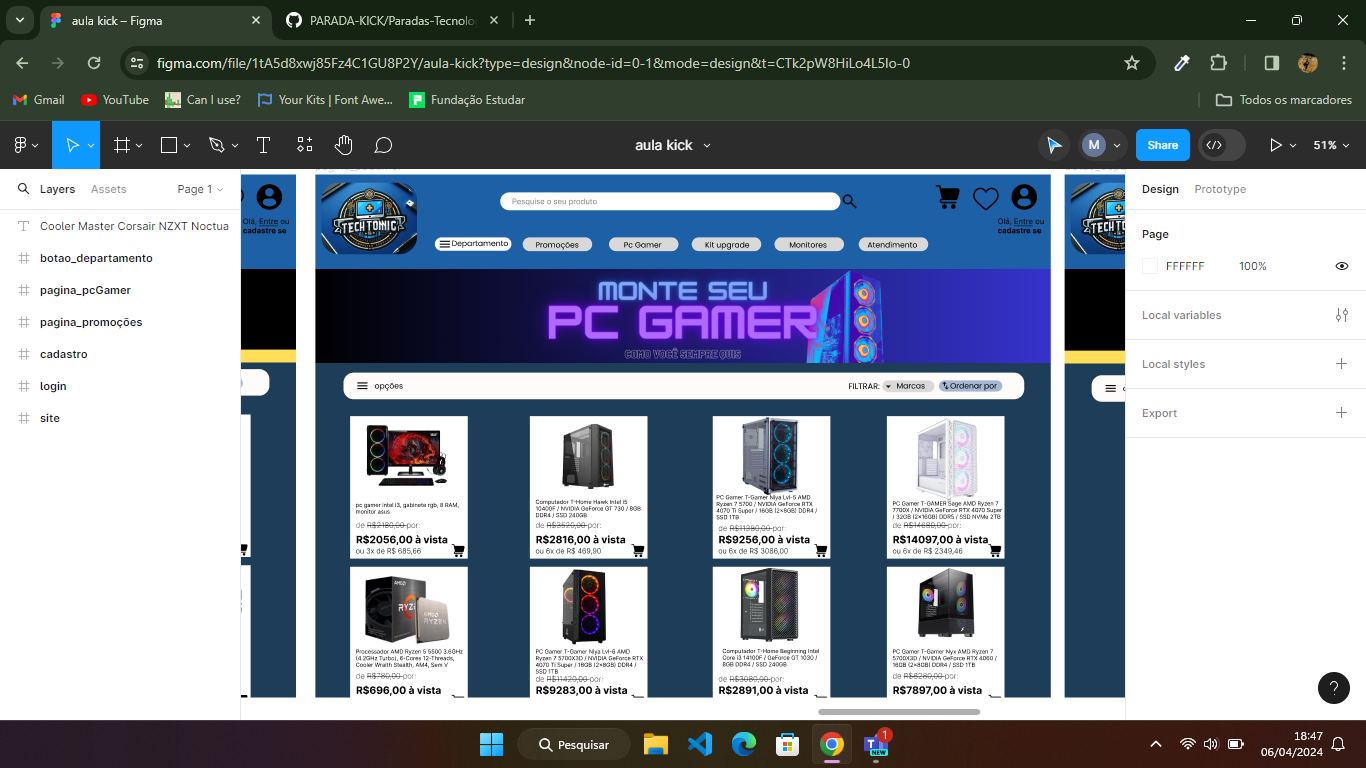 aula kick – Figma
PARADA-KICK/Paradas-Tecnolo
figma.com/file/1tA5d8xwj85Fz4C1GU8P2Y/aula-kick?type=design&node-id=0-1&mode=design&t=CTk2pW8HiLo4L5Io-0
Gmail
YouTube
Can I use?
Your Kits | Font Awe...
Fundação Estudar
Todos os marcadores
aula kick
M
Share
51%
Layers
Assets
Page 1
Cooler Master Corsair NZXT Noctua
botao_departamento
pagina_pcGamer
pagina_promoções
cadastro
login
site
Olá, Entre ou
cadastre se
TECHTONIC
Pesquise o seu produto
Olá, Entre ou
cadastre se
Departamento
Promoções
Pc Gamer
Kit upgrade
Monitores
Atendimento
MONTE SEU
PC GAMER
COMO VOCÊ SEMPRE QUIS
opções
FILTRAR:
Marcas
Ordenar por
pc gamer intel i3, gabinete rgb, 8 RAM,
monitor asus
de R$2180,00 por:
R$2056,00 à vista
ou 3x de R$ 685,66
Computador T-Home Hawk Intel i5
10400F / NVIDIA GeForce GT 730 / 8GB
DDR4 / SSD 240GB
de R$3520,00 por:
R$2816,00 à vista
ou 6x de R$ 469,90
PC Gamer T-Gamer Niya Lvl-5 AMD
Ryzen 7 5700 / NVIDIA GeForce RTX
4070 Ti Super / 16GB (2x8GB) DDR4 /
SSD 1TB
de R$11380,00 por:
R$9256,00 à vista
ou 6x de R$ 3086,00
PC Gamer T-GAMER Sage AMD Ryzen 7
7700X / NVIDIA GeForce RTX 4070 Super
/ 32GB (2x16GB) DDR5 / SSD NVMe 2TB
de R$14680,00 por:
R$14097,00 à vista
ou 6x de R$ 2349,46
Processador AMD Ryzen 5 5500 3.6GHz
(4.2GHz Turbo), 6-Cores 12-Threads,
Cooler Wraith Stealth, AM4, Sem V
de R$780,00 por:
R$696,00 à vista
PC Gamer T-Gamer Niya Lvl-6 AMD
Ryzen 7 5700X3D / NVIDIA GeForce RTX
4070 Ti Super / 16GB (2x8GB) DDR4 /
SSD 1TB
de R$11420,00 por:
R$9283,00 à vista
Computador T-Home Beginning Intel
Core i3 14100F / GeForce GT 1030 /
8GB DDR4 / SSD 240GB
de R$3080,00 por:
R$2891,00 à vista
PC Gamer T-Gamer Nyx AMD Ryzen 7
5700X3D / NVIDIA GeForce RTX 4060 /
16GB (2x8GB) DDR4 / SSD 1TB
de R$8280,00 por:
R$7897,00 à vista
Design
Prototype
Page
FFFFFF
100%
Local variables
Local styles
Export
?
Pesquisar
NEW
1
18:47
06/04/2024